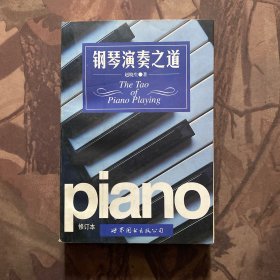 钢琴演奏之道
赵晓生●著
The Tao
of
Piano Playing
piano
修订本
世界图书出版公司